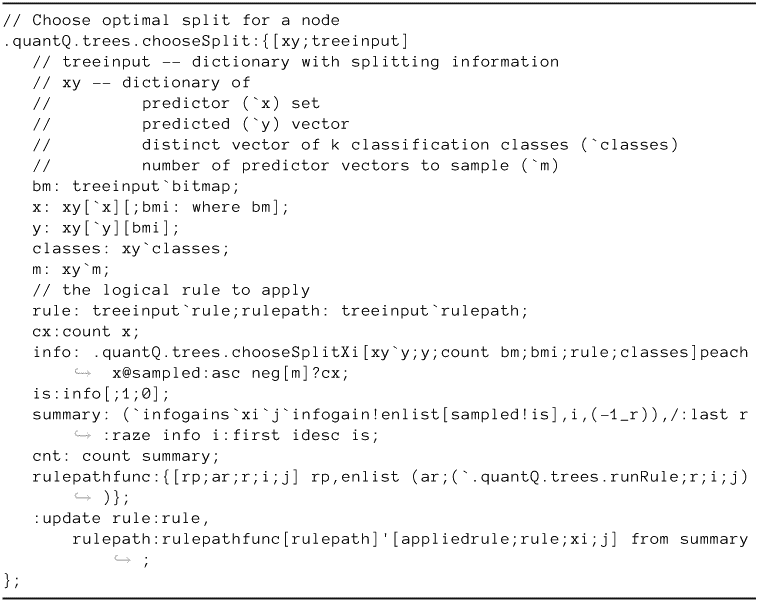 // Choose optimal split for a node
.quantQ.trees.chooseSplit:{[xy;treeinput]
   // treeinput -- dictionary with splitting information
   // xy -- dictionary of
   //         predictor (`x) set
   //         predicted (`y) vector
   //         distinct vector of k classification classes (`classes)
   //         number of predictor vectors to sample (`m)
   bm: treeinput`bitmap;
   x: xy[`x][;bmi: where bm];
   y: xy[`y][bmi];
   classes: xy`classes;
   m: xy`m;
   // the logical rule to apply
   rule: treeinput`rule;rulepath: treeinput`rulepath;
   cx:count x;
   info: .quantQ.trees.chooseSplitXi[xy`y;y;count bm;bmi;rule;classes]peach
       ↪ x@sampled:asc neg[m]?cx;
   is:info[;1;0];
   summary: (`infogains`xi`j`infogain!enlist[sampled!is],i,(-1_r)),/:last r
       ↪ :raze info i:first idesc is;
   cnt: count summary;
   rulepathfunc:{[rp;ar;r;i;j] rp,enlist (ar;(`.quantQ.trees.runRule;r;i;j)
       ↪ )};
   :update rule:rule,
       rulepath:rulepathfunc[rulepath]'[appliedrule;rule;xi;j] from summary
           ↪ ;
};